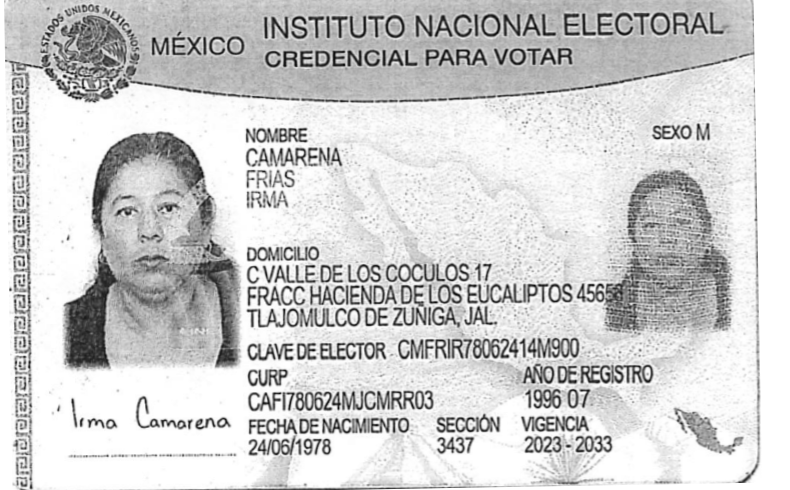 ESTADOS UNIDOS MEXICANOS
MÉXICO
INSTITUTO NACIONAL ELECTORAL
CREDENCIAL PARA VOTAR
NOMBRE
SEXO M
CAMARENA
FRIAS
IRMA
DOMICILIO
C VALLE DE LOS COCULOS 17
FRACC HACIENDA DE LOS EUCALIPTOS 45658
TLAJOMULCO DE ZUÑIGA, JAL.
CLAVE DE ELECTOR CMFRIR78062414M900
CURP
AÑO DE REGISTRO
CAFI780624MJCMRR03
1996 07
Irma Camarena
FECHA DE NACIMIENTO SECCIÓN VIGENCIA
24/06/1978 3437 2023 - 2033